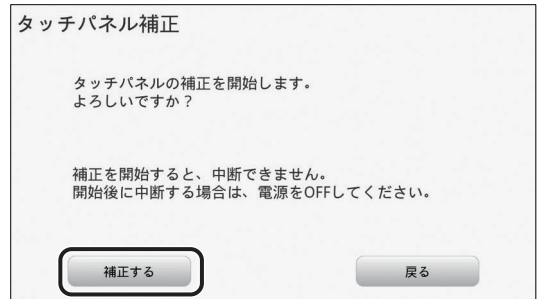 タッチパネル補正
タッチパネルの補正を開始します。
よろしいですか？
補正を開始すると、中断できません。
開始後に中断する場合は、電源をOFFしてください。
補正する
戻る